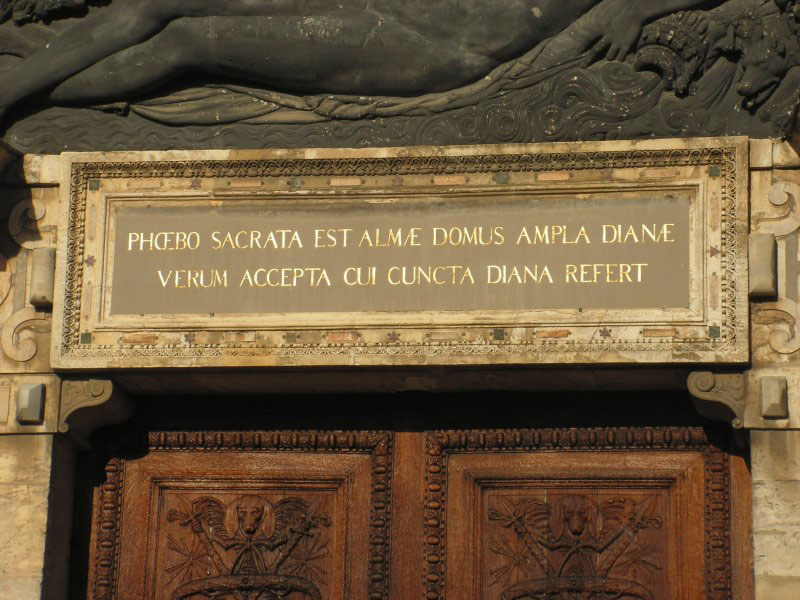 PHŒBO SACRATA EST ALMÆ DOMUS AMPLA DIANÆ
VERUM ACCEPTA CUI CUNCTA DIANA REFERT